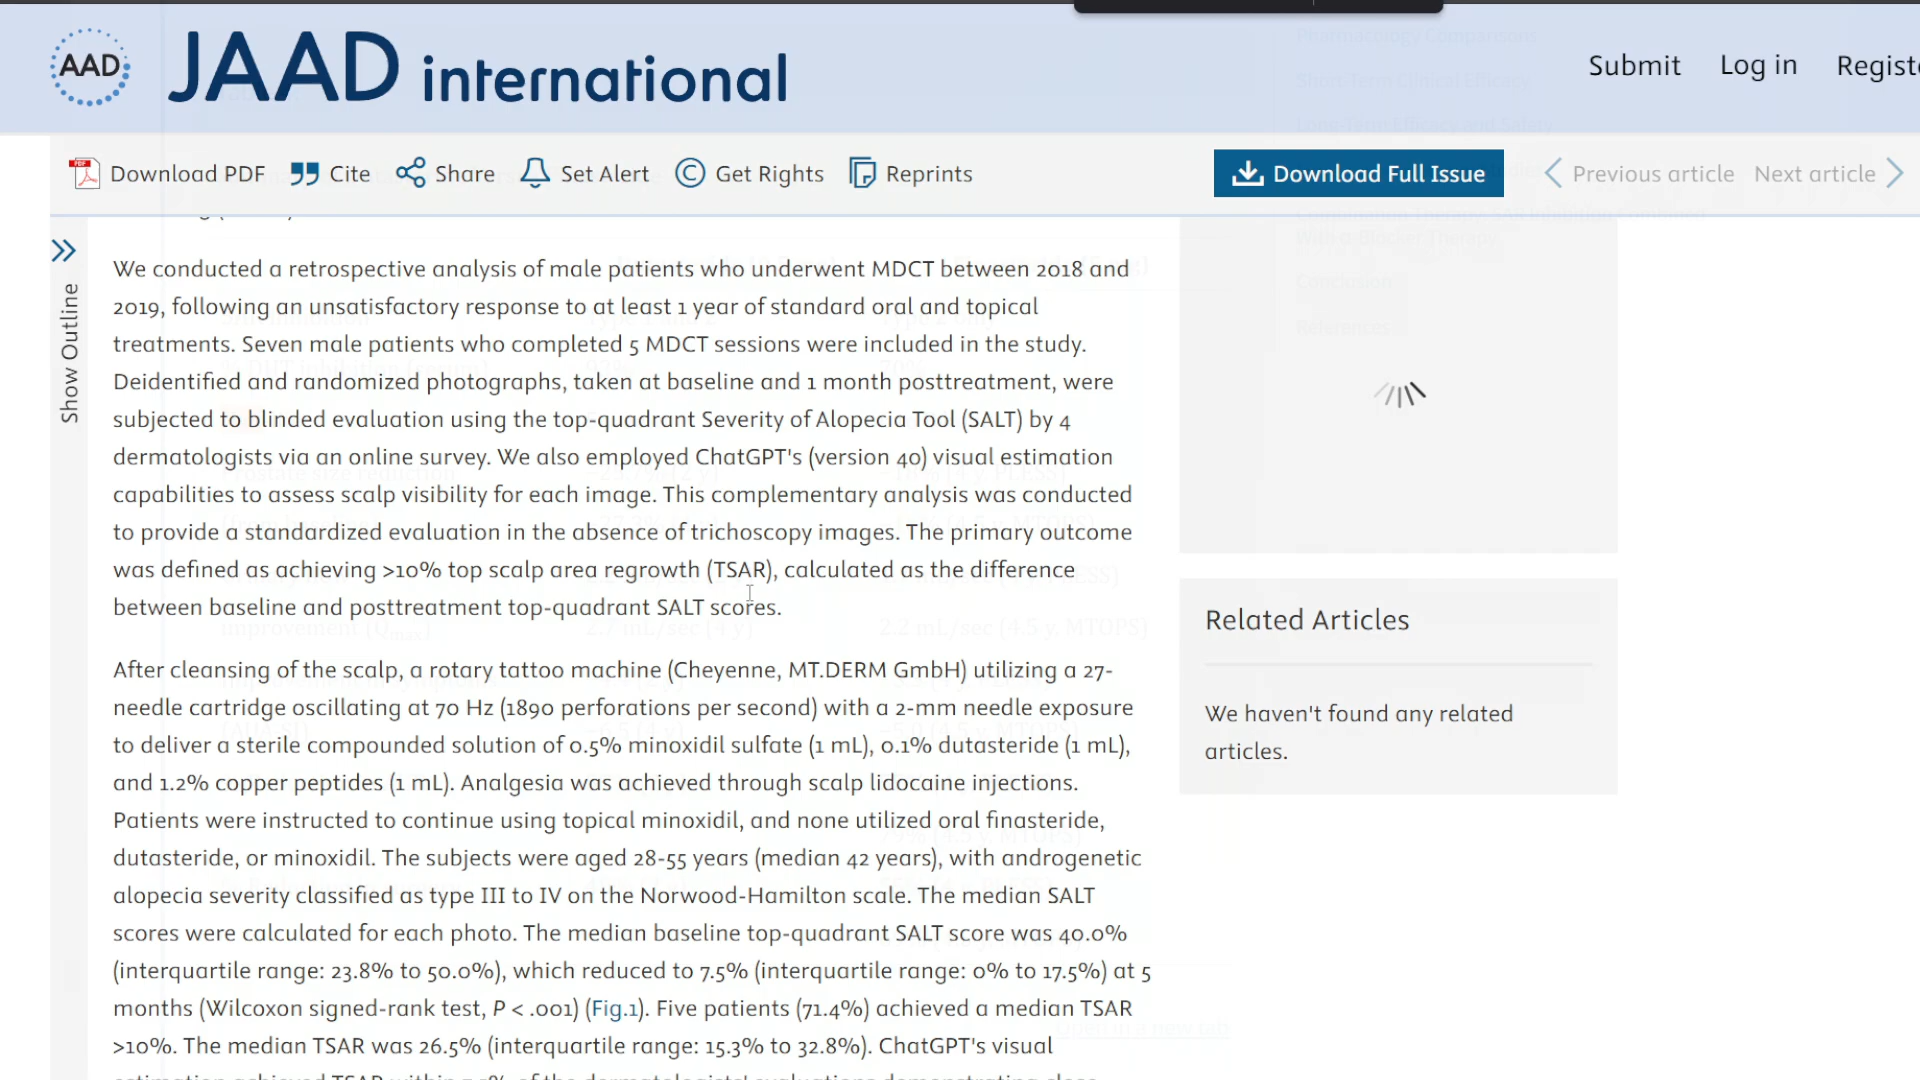 AAD
JAAD international
Submit
Log in
Regist
Download PDF
Cite
Share
Set Alert
Get Rights
Reprints
Download Full Issue
Previous article
Next article
Show Outline
We conducted a retrospective analysis of male patients who underwent MDCT between 2018 and
2019, following an unsatisfactory response to at least 1 year of standard oral and topical
treatments. Seven male patients who completed 5 MDCT sessions were included in the study.
Deidentified and randomized photographs, taken at baseline and 1 month posttreatment, were
subjected to blinded evaluation using the top-quadrant Severity of Alopecia Tool (SALT) by 4
dermatologists via an online survey. We also employed ChatGPT's (version 4o) visual estimation
capabilities to assess scalp visibility for each image. This complementary analysis was conducted
to provide a standardized evaluation in the absence of trichoscopy images. The primary outcome
was defined as achieving >10% top scalp area regrowth (TSAR), calculated as the difference
between baseline and posttreatment top-quadrant SALT scores.
After cleansing of the scalp, a rotary tattoo machine (Cheyenne, MT.DERM GmbH) utilizing a 27-
needle cartridge oscillating at 70 Hz (1890 perforations per second) with a 2-mm needle exposure
to deliver a sterile compounded solution of 0.5% minoxidil sulfate (1 mL), 0.1% dutasteride (1 mL),
and 1.2% copper peptides (1 mL). Analgesia was achieved through scalp lidocaine injections.
Patients were instructed to continue using topical minoxidil, and none utilized oral finasteride,
dutasteride, or minoxidil. The subjects were aged 28-55 years (median 42 years), with androgenetic
alopecia severity classified as type III to IV on the Norwood-Hamilton scale. The median SALT
scores were calculated for each photo. The median baseline top-quadrant SALT score was 40.0%
(interquartile range: 23.8% to 50.0%), which reduced to 7.5% (interquartile range: 0% to 17.5%) at 5
months (Wilcoxon signed-rank test, P < .001) (Fig.1). Five patients (71.4%) achieved a median TSAR
>10%. The median TSAR was 26.5% (interquartile range: 15.3% to 32.8%). ChatGPT's visual
Related Articles
We haven't found any related
articles.